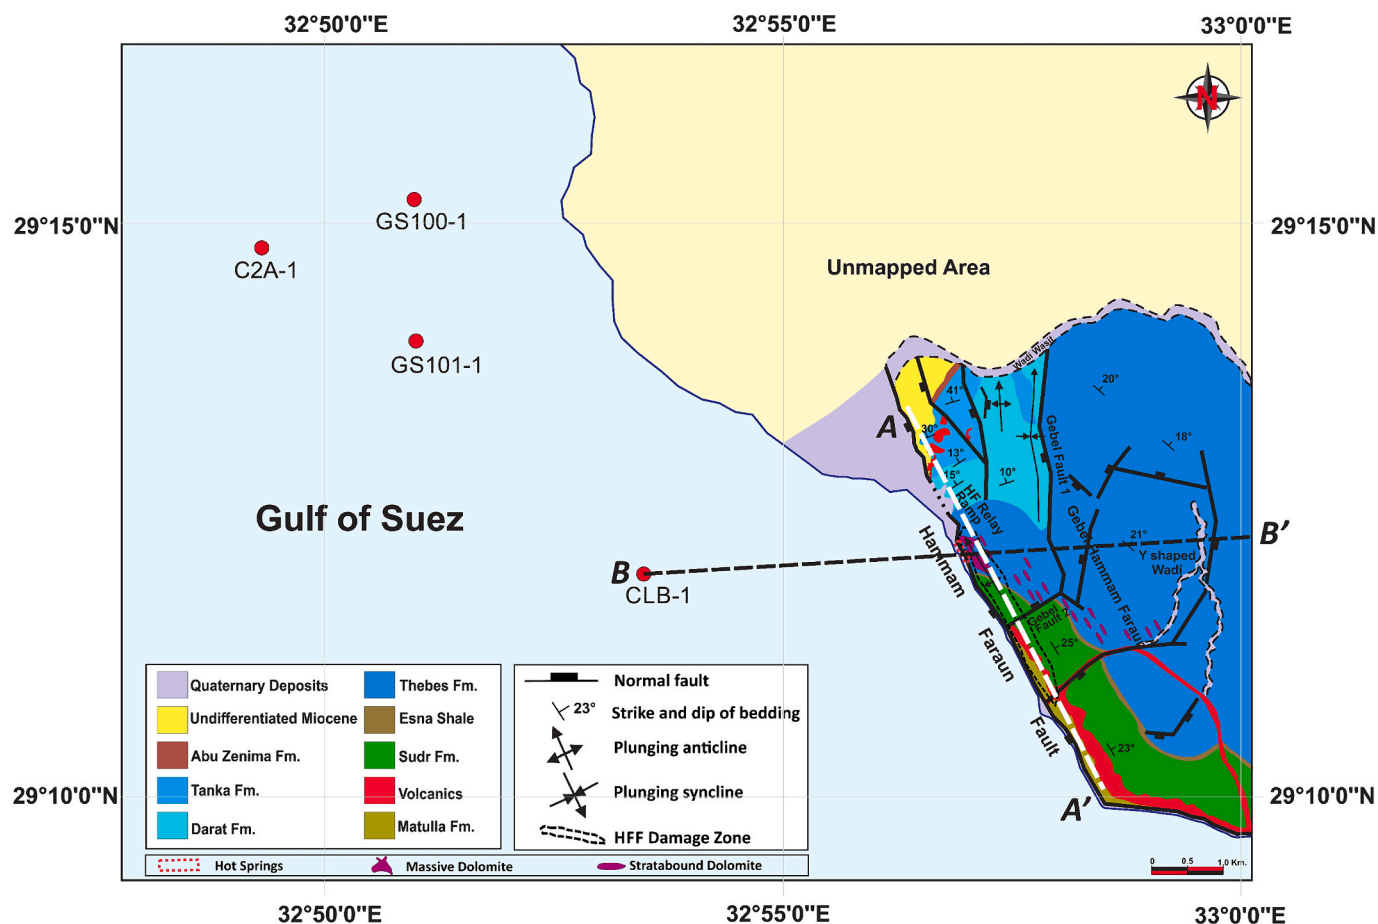 32°50'0"E
32°55'0"E
33°0'0"E
N
GS100-1
29°15'0"N
29°15'0"N
C2A-1
Unmapped Area
GS101-1
Wadi Wasit
41°
20°
A
30°
18°
13°
15°
10°
Gebel Fault 1
HF Relay
Ramp
Gulf of Suez
Gebel Hammam Faraun
21°
B'
Y shaped
Wadi
Hammam
B
CLB-1
Gebel
Fault 2
25°
Faraun
Fault
23°
Quaternary Deposits
Thebes Fm.
Undifferentiated Miocene
Esna Shale
Abu Zenima Fm.
Sudr Fm.
Tanka Fm.
Volcanics
Darat Fm.
Matulla Fm.
Normal fault
23°
Strike and dip of bedding
Plunging anticline
Plunging syncline
HFF Damage Zone
Hot Springs
Massive Dolomite
Stratabound Dolomite
29°10'0"N
29°10'0"N
A'
0 0.5 1.0 Km.
32°50'0"E
32°55'0"E
33°0'0"E